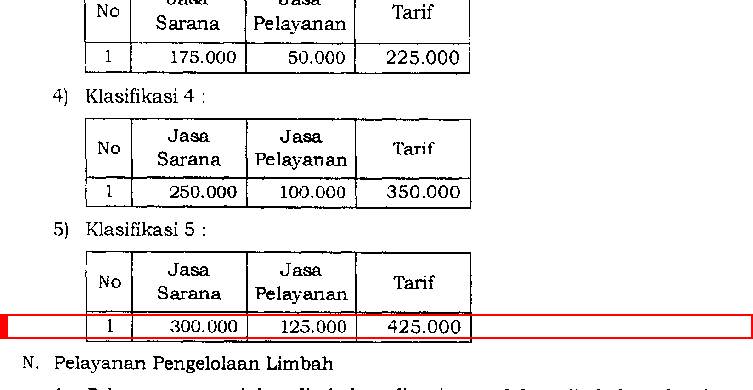 No Jasa Sarana Jasa Pelayanan Tarif
1 175.000 50.000 225.000
4) Klasifikasi 4 :
No Jasa Sarana Jasa Pelayanan Tarif
1 250.000 100.000 350.000
5) Klasifikasi 5 :
No Jasa Sarana Jasa Pelayanan Tarif
1 300.000 125.000 425.000
N. Pelayanan Pengelolaan Limbah